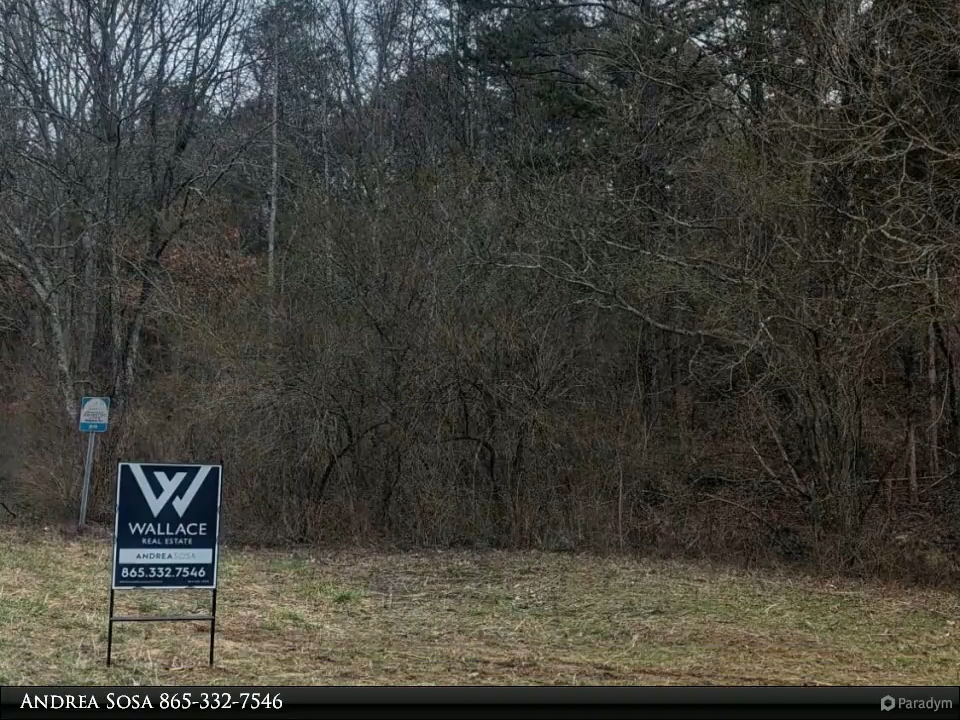 WALLACE
REAL ESTATE
ANDREA SOSA
865.332.7546
ANDREA SOSA 865-332-7546
Paradym